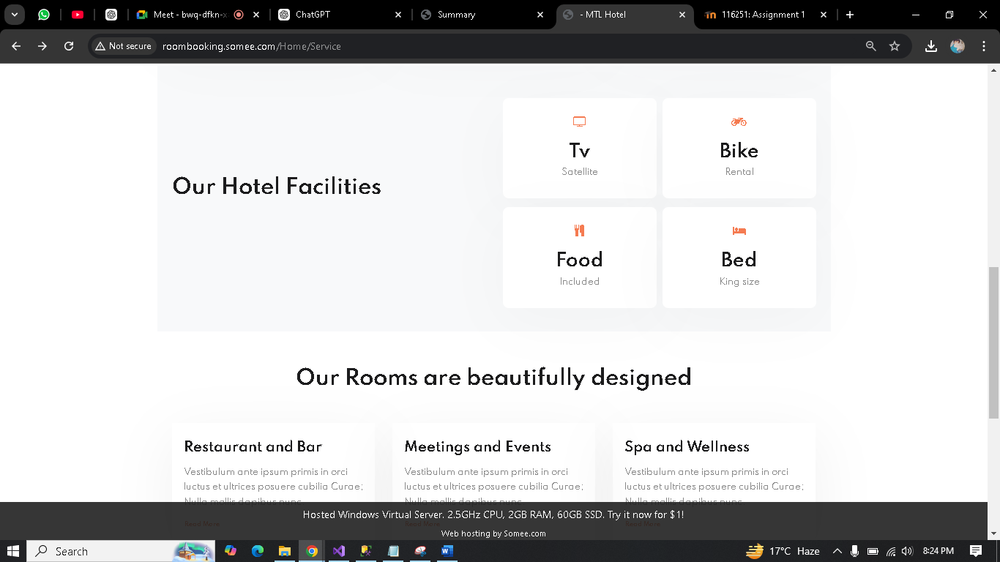 Meet - bwq-dfkn-x
ChatGPT
Summary
- MTL Hotel
116251: Assignment 1
Not secure
roombooking.somee.com/Home/Service
Our Hotel Facilities
Tv
Satellite
Bike
Rental
Food
Included
Bed
King size
Our Rooms are beautifully designed
Restaurant and Bar
Vestibulum ante ipsum primis in orci
luctus et ultrices posuere cubilia Curae;
Nulla mollis dapibus nunc
Read More
Meetings and Events
Vestibulum ante ipsum primis in orci
luctus et ultrices posuere cubilia Curae;
Nulla mollis dapibus nunc
Read More
Spa and Wellness
Vestibulum ante ipsum primis in orci
luctus et ultrices posuere cubilia Curae;
Nulla mollis dapibus nunc
Read More
Hosted Windows Virtual Server. 2.5GHz CPU, 2GB RAM, 60GB SSD. Try it now for $1!
Web hosting by Somee.com
Search
17°C Haze
8:24 PM